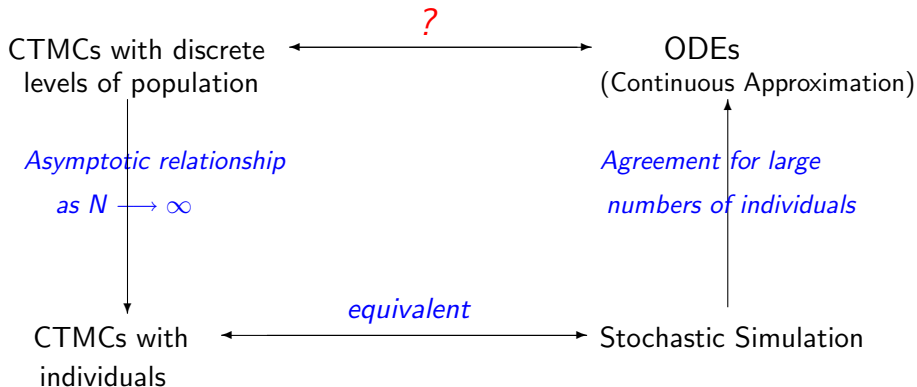 ?
CTMCs with discrete
levels of population
ODEs
(Continuous Approximation)
Asymptotic relationship
as N ⟶ ∞
Agreement for large
numbers of individuals
equivalent
CTMCs with
individuals
Stochastic Simulation